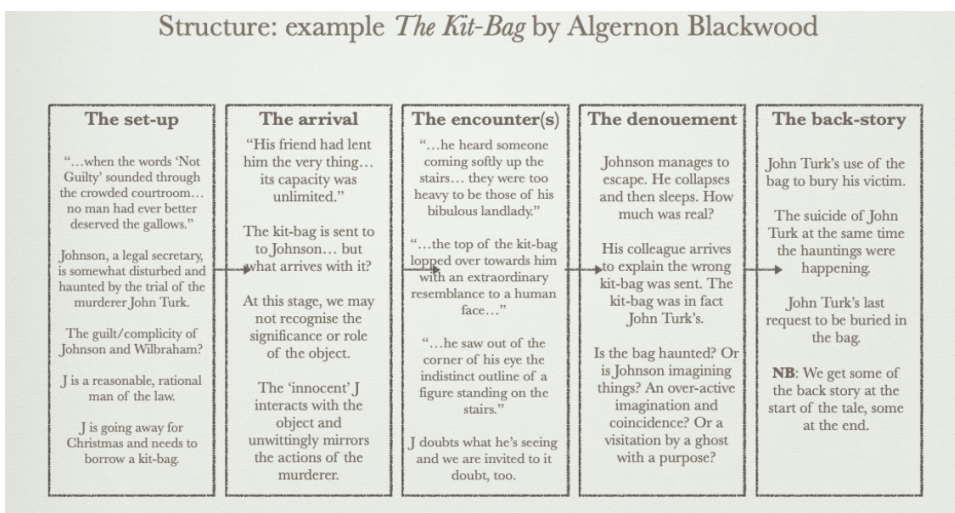 Structure: example The Kit-Bag by Algernon Blackwood
The set-up
“…when the words ‘Not
Guilty’ sounded through
the crowded courtroom…
no man had ever better
deserved the gallows.”
Johnson, a legal secretary,
is somewhat disturbed and
haunted by the trial of the
murderer John Turk.
The guilt/complicity of
Johnson and Wilbraham?
J is a reasonable, rational
man of the law.
J is going away for
Christmas and needs to
borrow a kit-bag.
The arrival
“His friend had lent
him the very thing…
its capacity was
unlimited.”
The kit-bag is sent to
to Johnson… but
what arrives with it?
At this stage, we may
not recognise the
significance or role
of the object.
The ‘innocent’ J
interacts with the
object and
unwittingly mirrors
the actions of the
murderer.
The encounter(s)
“…he heard someone
coming softly up the
stairs… they were too
heavy to be those of his
bibulous landlady.”
“…the top of the kit-bag
lopped over towards him
with an extraordinary
resemblance to a human
face…”
“…he saw out of the
corner of his eye the
indistinct outline of a
figure standing on the
stairs.”
J doubts what he’s seeing
and we are invited to it
doubt, too.
The denouement
Johnson manages to
escape. He collapses
and then sleeps. How
much was real?
His colleague arrives
to explain the wrong
kit-bag was sent. The
kit-bag was in fact
John Turk’s.
Is the bag haunted? Or
is Johnson imagining
things? An over-active
imagination and
coincidence? Or a
visitation by a ghost
with a purpose?
The back-story
John Turk’s use of the
bag to bury his victim.
The suicide of John
Turk at the same time
the hauntings were
happening.
John Turk’s last
request to be buried in
the bag.
NB: We get some of
the back story at the
start of the tale, some
at the end.